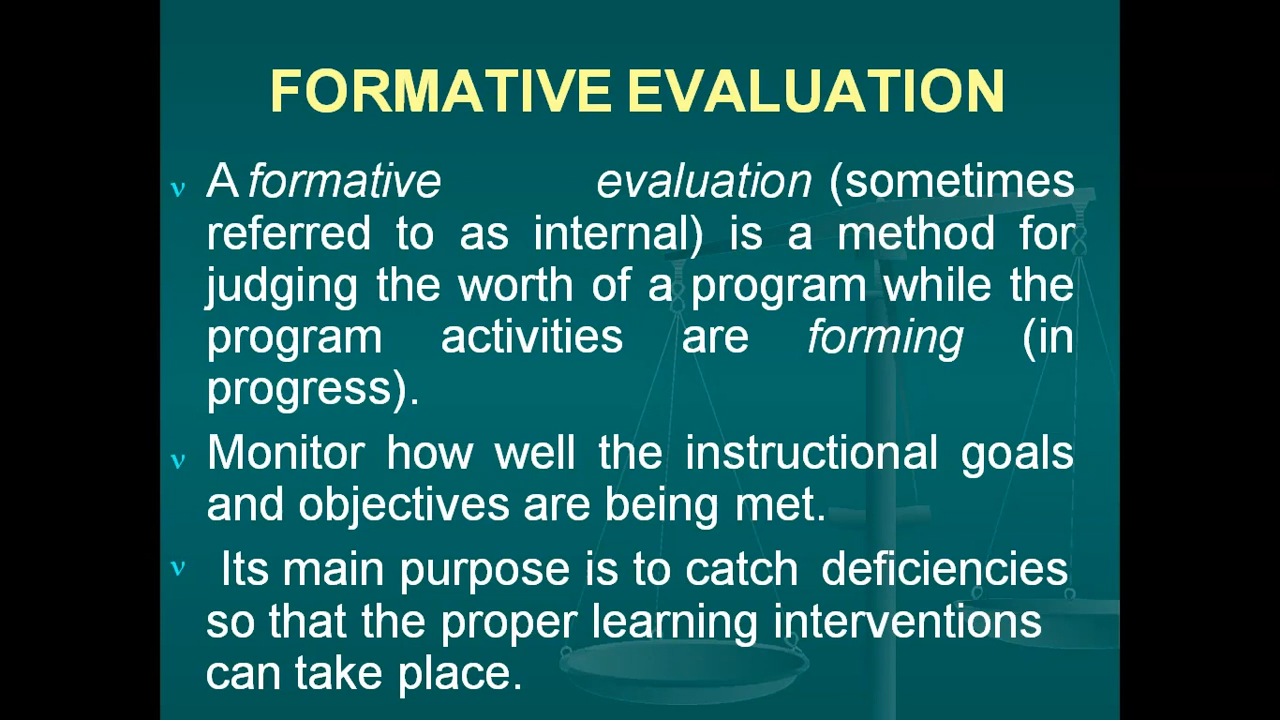 FORMATIVE EVALUATION
ν A formative evaluation (sometimes
referred to as internal) is a method for
judging the worth of a program while the
program activities are forming (in
progress).
ν Monitor how well the instructional goals
and objectives are being met.
ν Its main purpose is to catch deficiencies
so that the proper learning interventions
can take place.